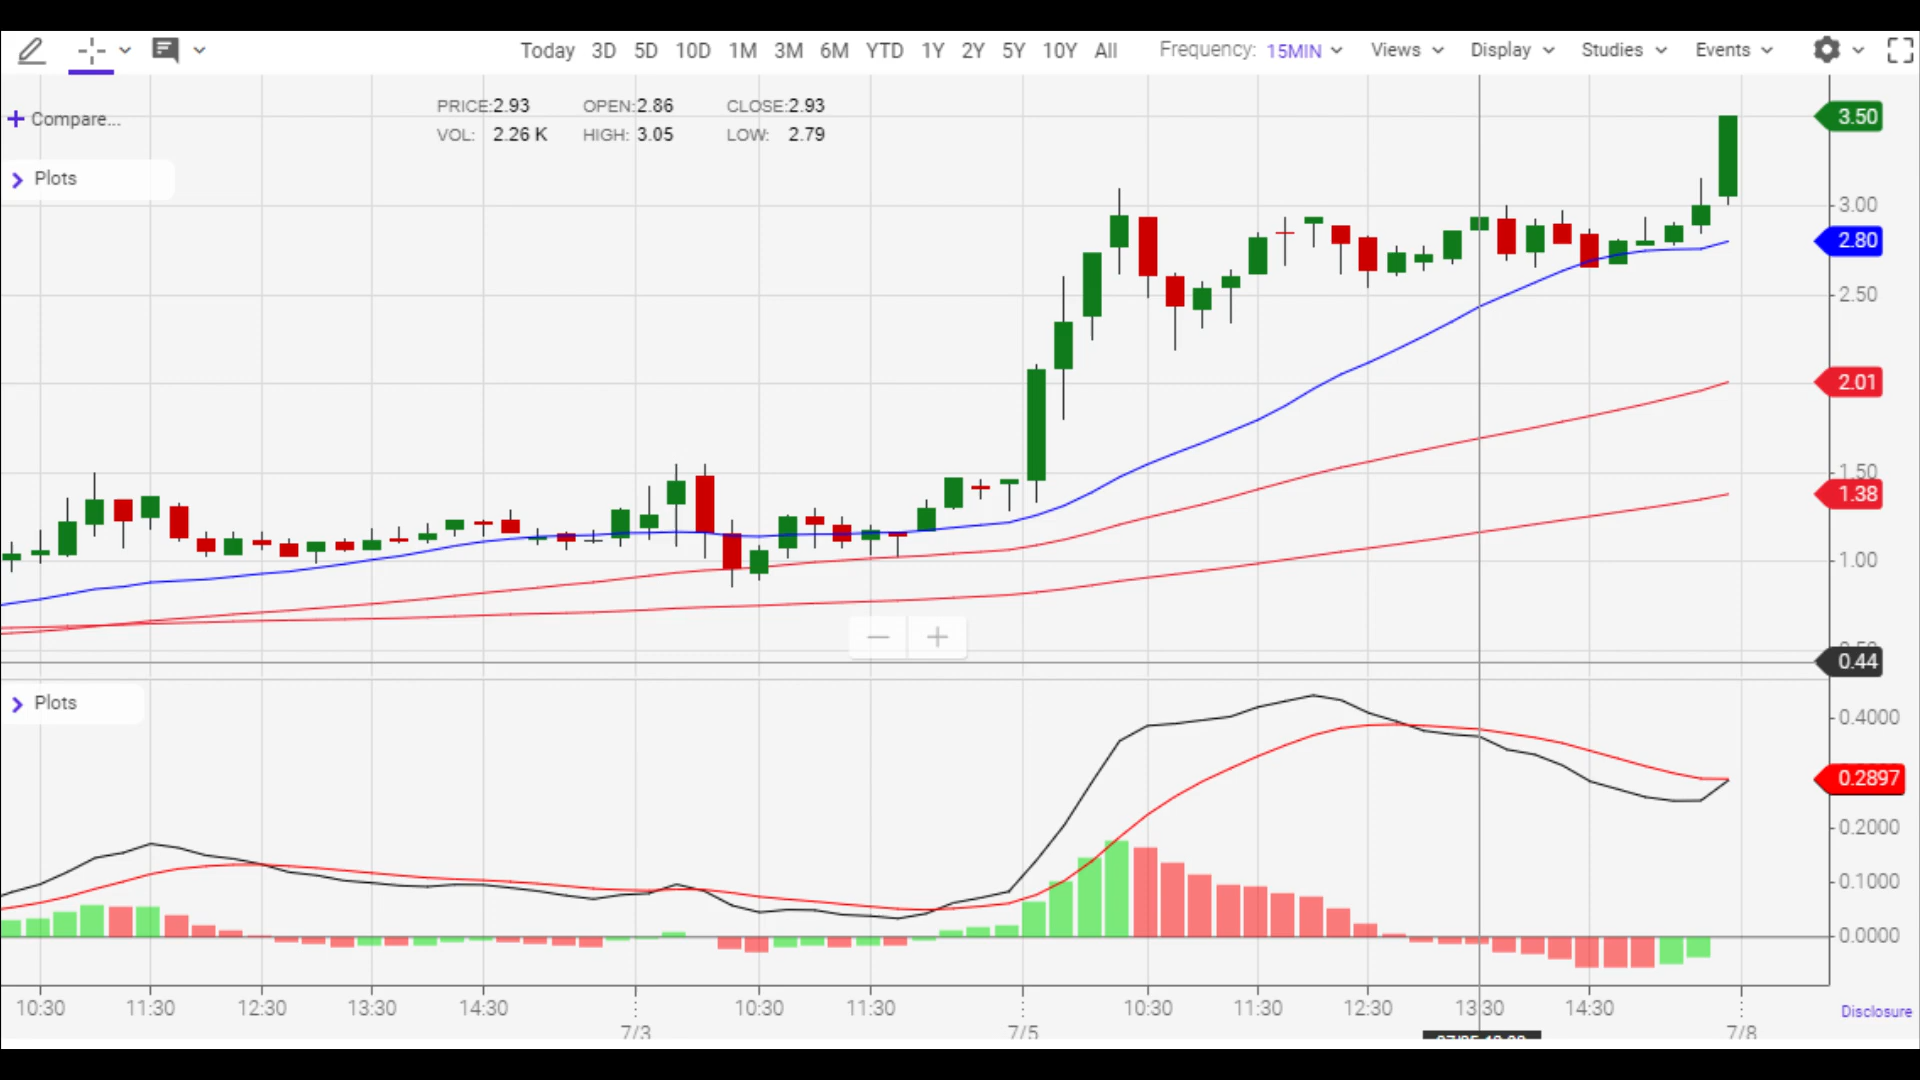 Today 3D 5D 10D 1M 3M 6M YTD 1Y 2Y 5Y 10Y All Frequency: 15MIN Views Display Studies Events
Compare...
PRICE:2.93 OPEN:2.86 CLOSE:2.93
VOL: 2.26 K HIGH: 3.05 LOW: 2.79
Plots
3.50
3.00
2.80
2.50
2.01
1.50
1.38
1.00
0.44
Plots
0.4000
0.2897
0.2000
0.1000
0.0000
10:30 11:30 12:30 13:30 14:30 10:30 11:30 10:30 11:30 12:30 13:30 14:30
Disclosure
7/3 7/5 7/8